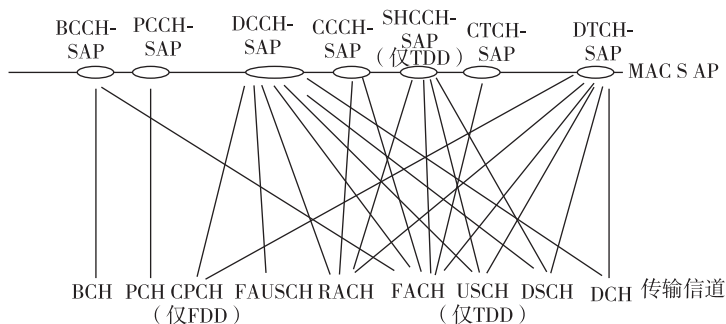 BCCH-
SAP
PCCH-
SAP
DCCH-
SAP
CCCH-
SAP
SHCCH-
SAP
(仅TDD)
CTCH-
SAP
DTCH-
SAP
MAC S AP
BCH PCH CPCH FAUSCH RACH FACH USCH DSCH DCH 传输信道
(仅FDD) (仅TDD)